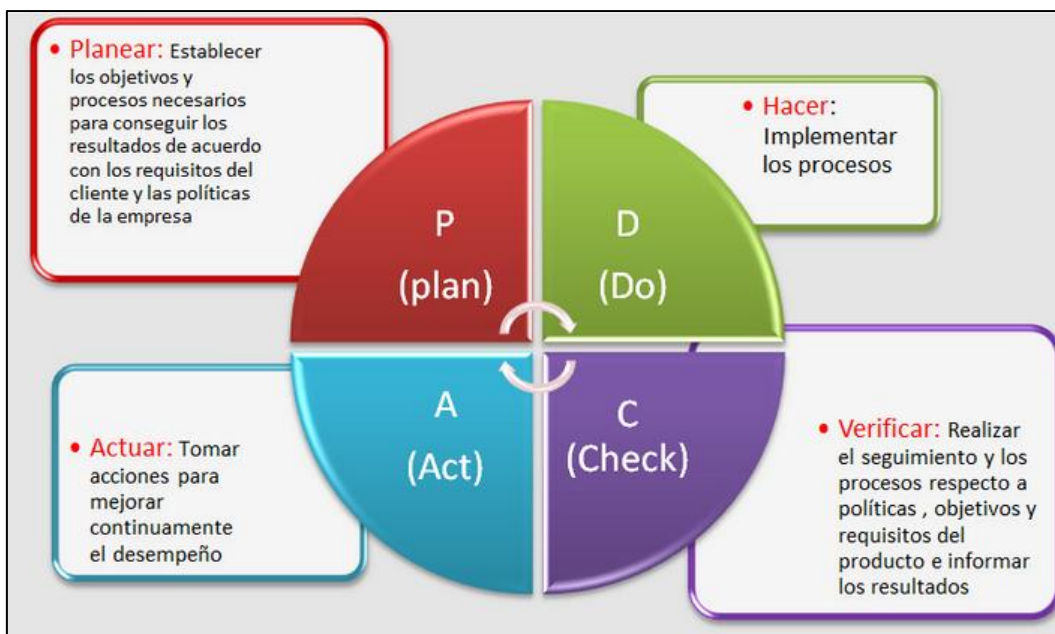 • Planear: Establecer
los objetivos y
procesos necesarios
para conseguir los
resultados de acuerdo
con los requisitos del
cliente y las políticas
de la empresa
P
(plan)
D
(Do)
• Hacer:
Implementar
los procesos
• Actuar: Tomar
acciones para
mejorar
continuamente
el desempeño
A
(Act)
C
(Check)
• Verificar: Realizar
el seguimiento y los
procesos respecto a
políticas , objetivos y
requisitos del
producto e informar
los resultados